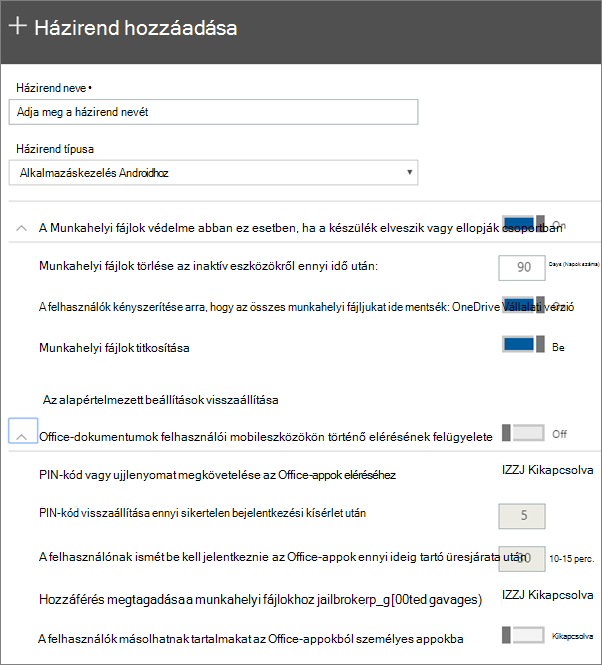 + Házirend hozzáadása
Házirend neve •
Adja meg a házirend nevét
Házirend típusa
Alkalmazáskezelés Androidhoz
A Munkahelyi fájlok védelme abban ez esetben, ha a készülék elveszik vagy ellopják csoportban On
Munkahelyi fájlok törlése az inaktív eszközökről ennyi idő után: 90 Days (Napok száma)
A felhasználók kényszerítése arra, hogy az összes munkahelyi fájljukat ide mentsék: OneDrive Vállalati verzió
Munkahelyi fájlok titkosítása Be
Az alapértelmezett beállítások visszaállítása
Office-dokumentumok felhasználói mobileszközökön történő elérésének felügyelete Off
PIN-kód vagy ujjlenyomat megkövetelése az Office-appok eléréséhez IZZJ Kikapcsolva
PIN-kód visszaállítása ennyi sikertelen bejelentkezési kísérlet után 5
A felhasználónak ismét be kell jelentkeznie az Office-appok ennyi ideig tartó üresjárata után 30 10-15 perc.
Hozzáférés megtagadása a munkahelyi fájlokhoz jailbrokerp_g[00ted gavages) IZZJ Kikapcsolva
A felhasználók másolhatnak tartalmakat az Office-appokból személyes appokba Kikapcsolva